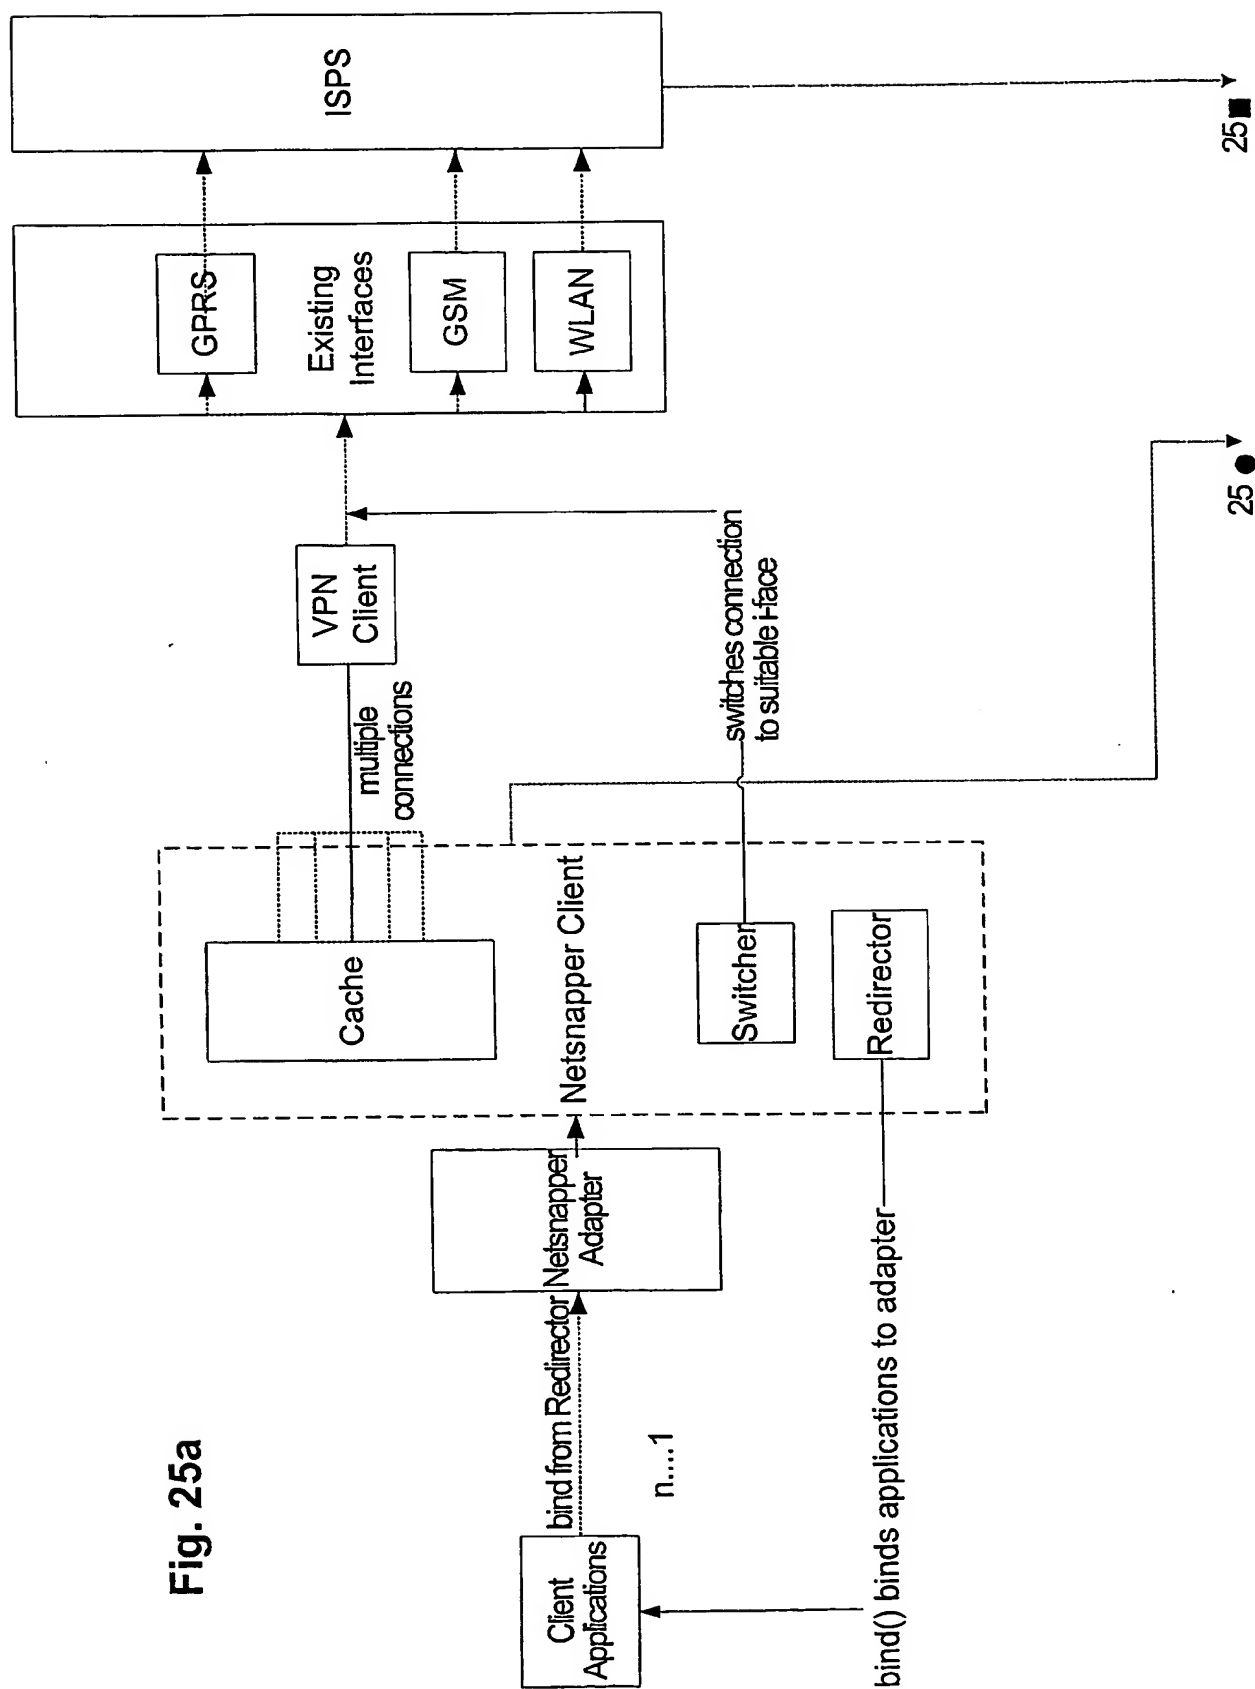 Fig. 25a
Client
Applications
bind from Redirector
n....1
bind() binds applications to adapter
Netsnapper
Adapter
Netsnapper Client
Cache
Switcher
Redirector
multiple
connections
VPN
Client
switches connection
to suitable i-face
Existing
Interfaces
GPRS
GSM
WLAN
ISPS
25 ●
25 ■